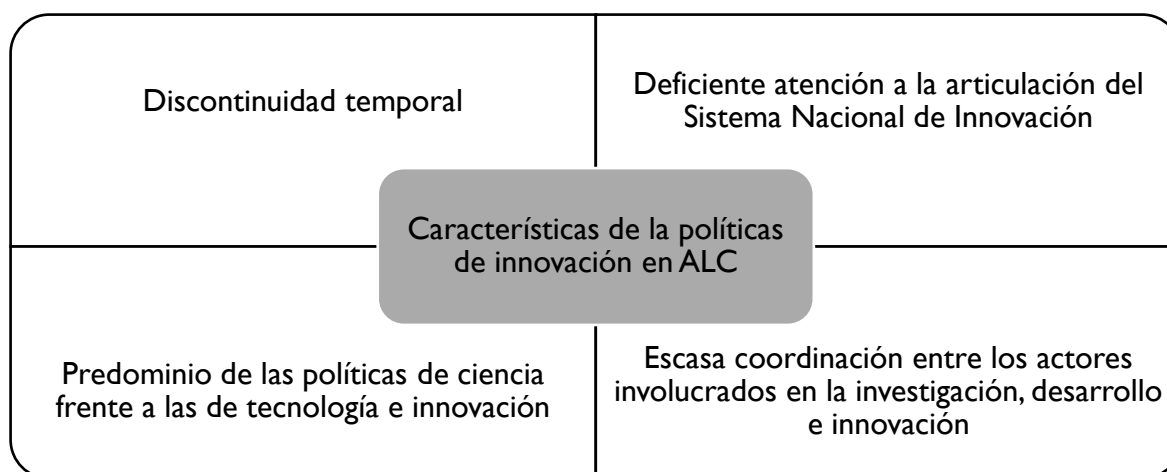 Discontinuidad temporal
Deficiente atención a la articulación del
Sistema Nacional de Innovación
Características de la políticas
de innovación en ALC
Predominio de las políticas de ciencia
frente a las de tecnología e innovación
Escasa coordinación entre los actores
involucrados en la investigación, desarrollo
e innovación